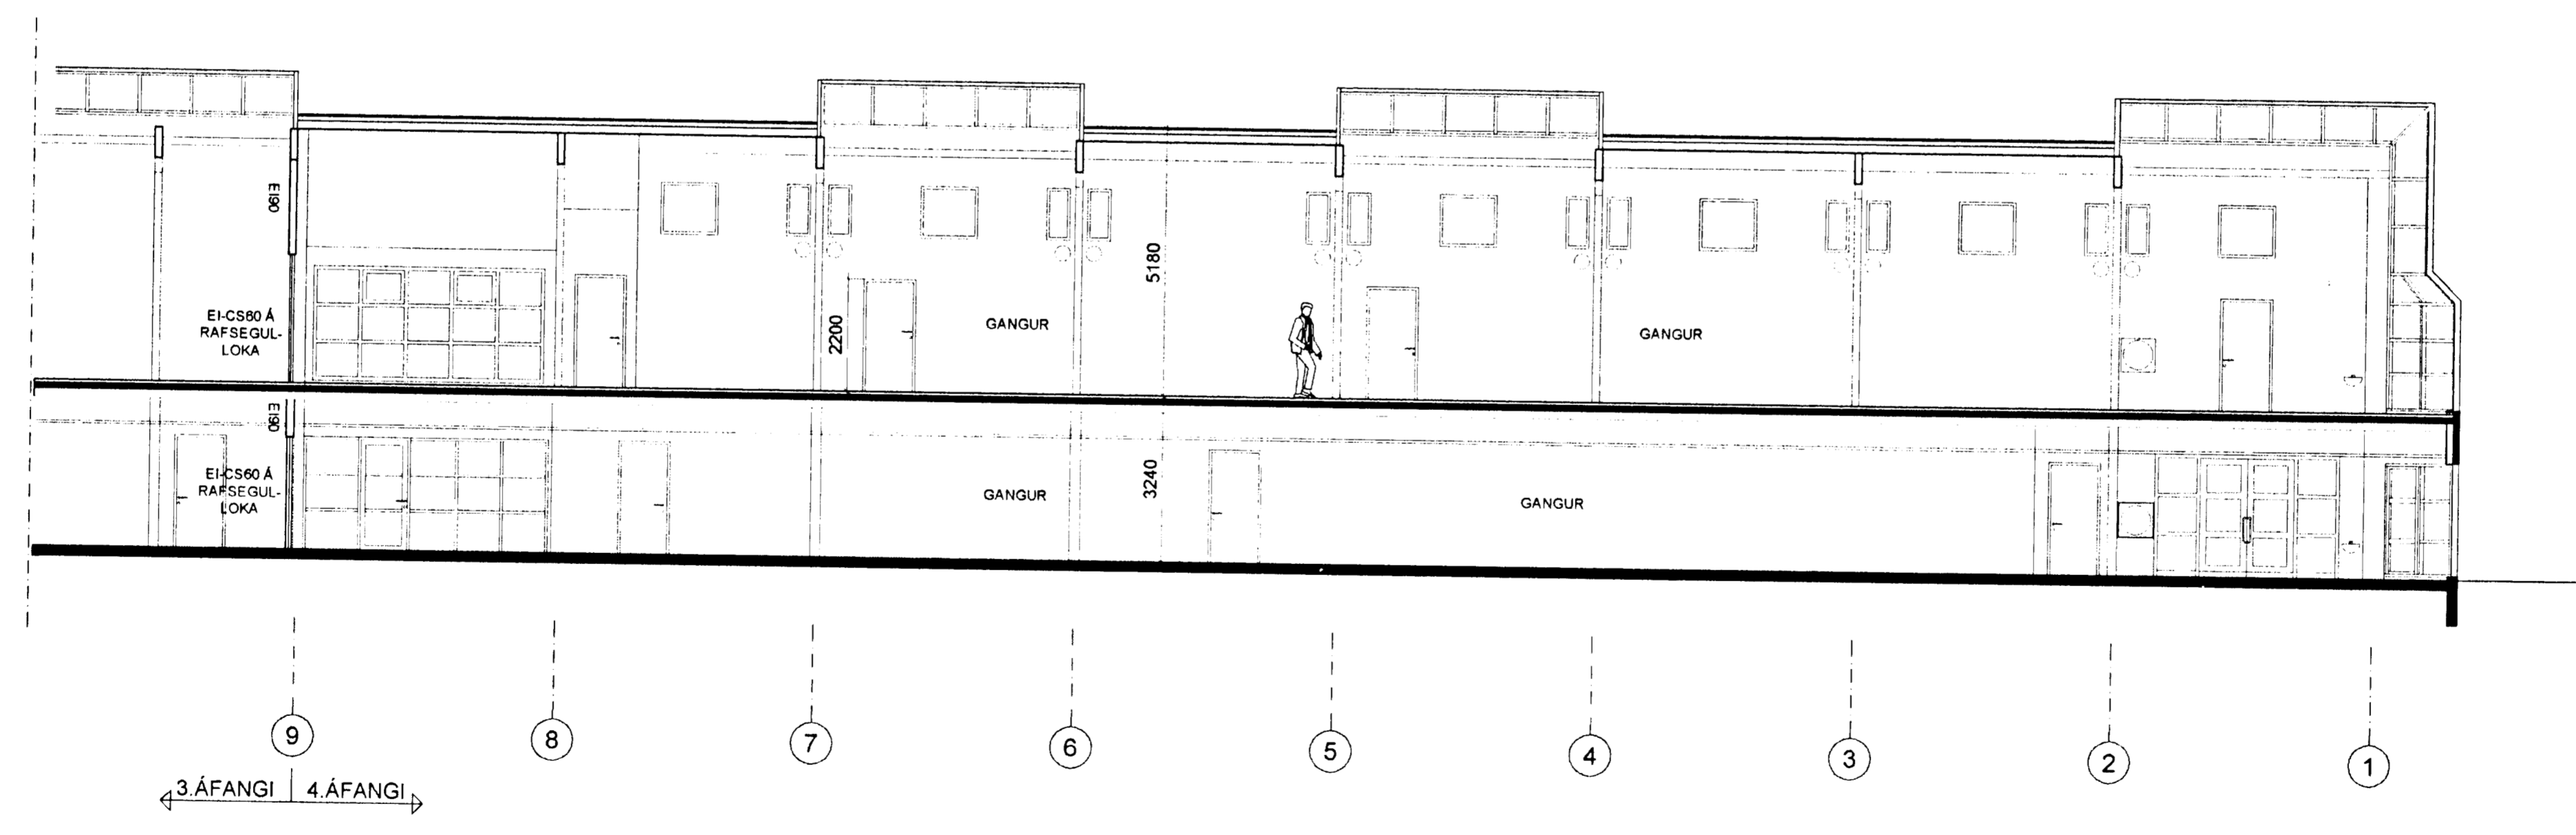 EI90
EI-CS60 Á
RAFSEGUL-
LOKA
2200
GANGUR
5180
GANGUR
EI90
EI-CS60 Á
RAFSEGUL-
LOKA
GANGUR
3240
GANGUR
9
8
7
6
5
4
3
2
1
3.ÁFANGI
4.ÁFANGI